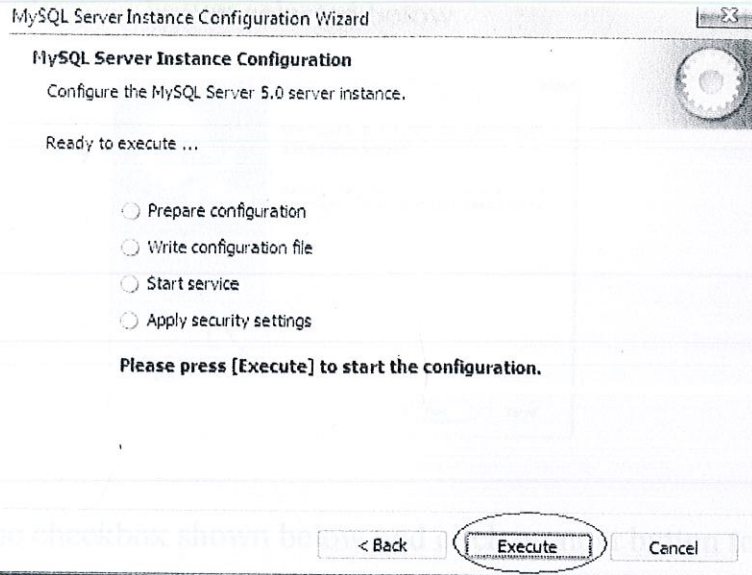 MySQL Server Instance Configuration Wizard
MySQL Server Instance Configuration
Configure the MySQL Server 5.0 server instance.
Ready to execute ...
Prepare configuration
Write configuration file
Start service
Apply security settings
Please press [Execute] to start the configuration.
checkbox shown
< Back Execute Cancel